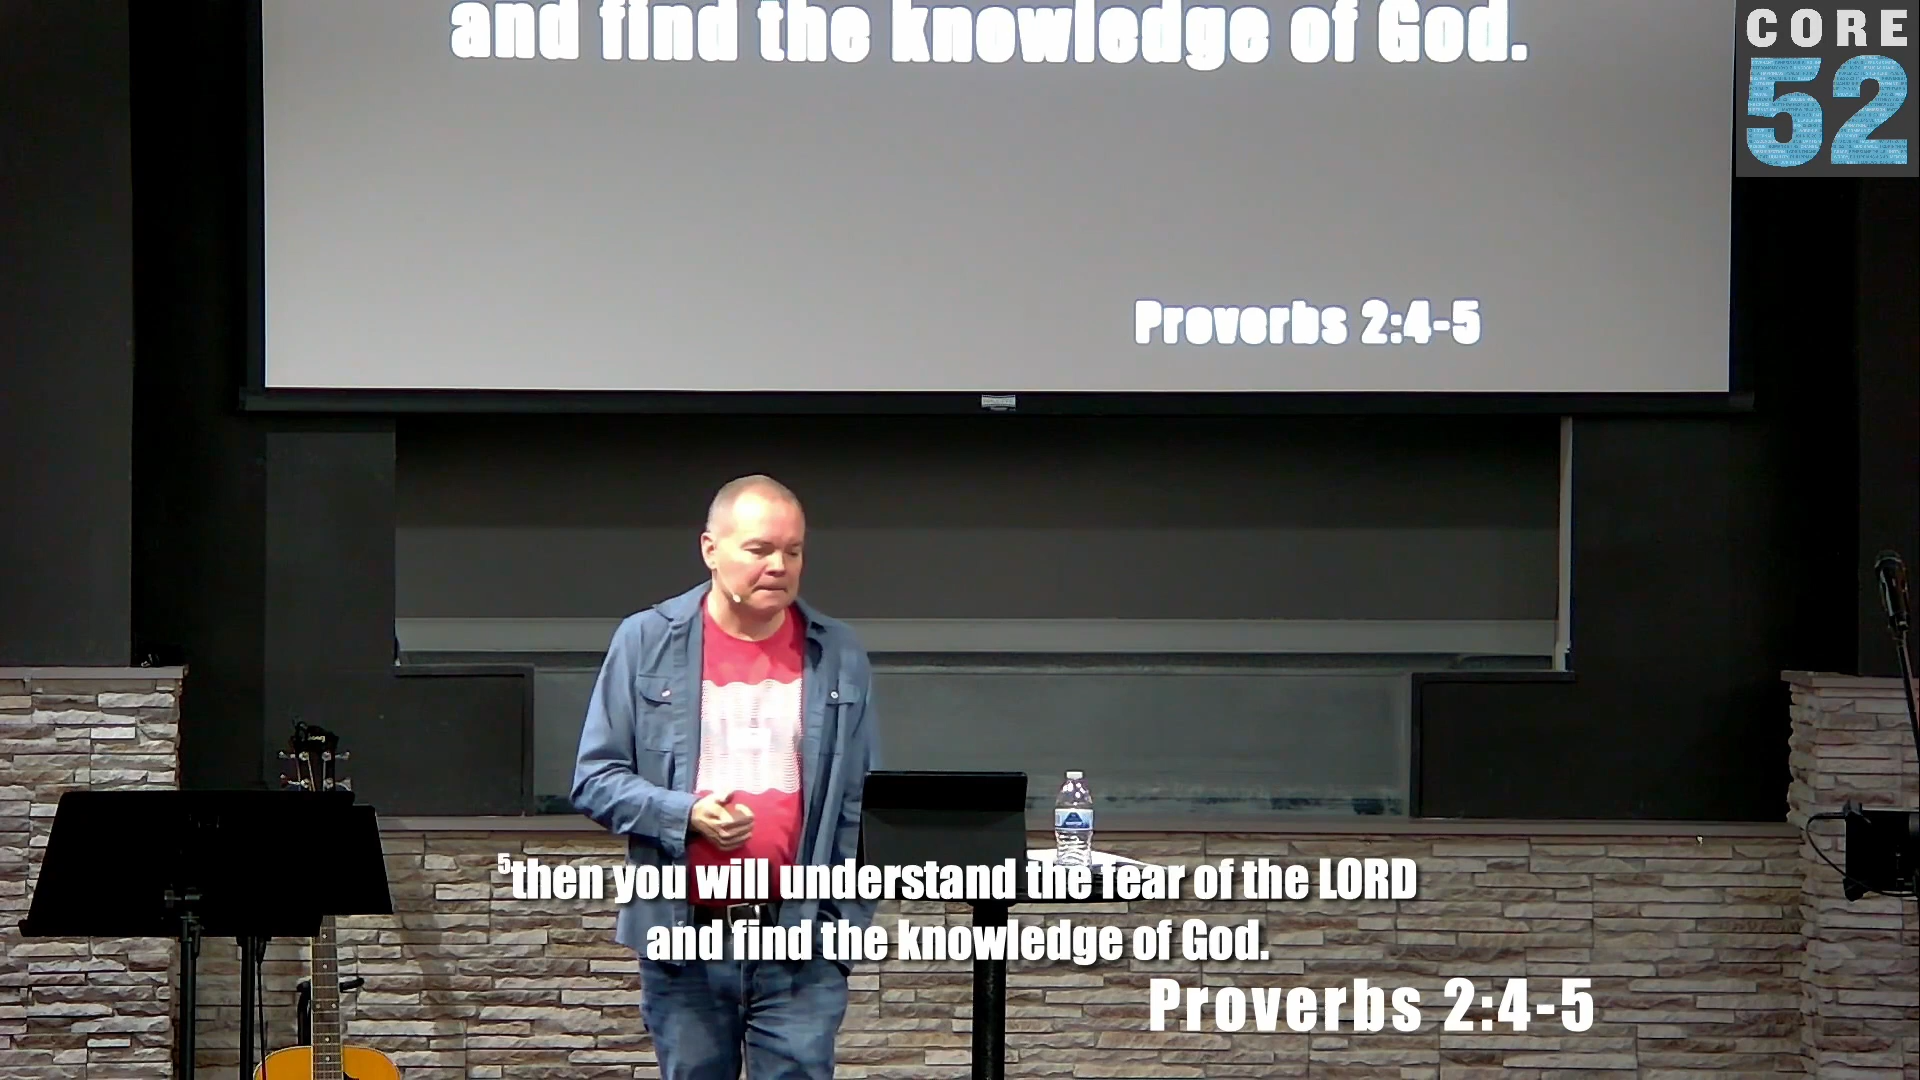 and find the knowledge of God.
Proverbs 2:4-5
CORE
52
⁵then you will understand the fear of the LORD
and find the knowledge of God.
Proverbs 2:4-5